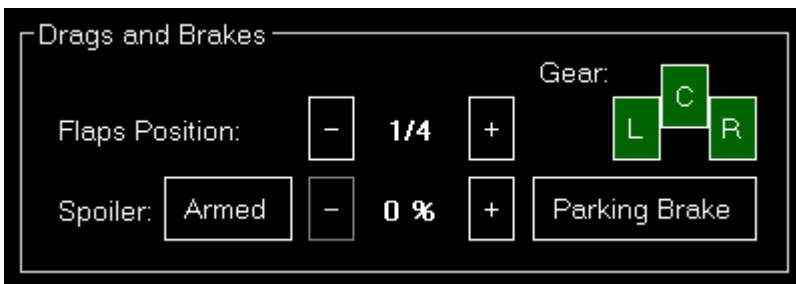 Drags and Brakes
Gear:
C
Flaps Position: - 1/4 + L R
Spoiler: Armed - 0 % + Parking Brake